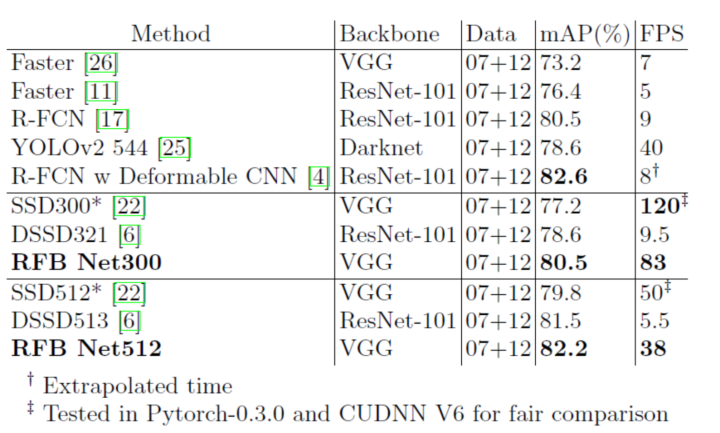 Method Backbone Data mAP(%) FPS
Faster [26] VGG 07+12 73.2 7
Faster [11] ResNet-101 07+12 76.4 5
R-FCN [17] ResNet-101 07+12 80.5 9
YOLOv2 544 [25] Darknet 07+12 78.6 40
R-FCN w Deformable CNN [4] ResNet-101 07+12 82.6 8†
SSD300* [22] VGG 07+12 77.2 120‡
DSSD321 [6] ResNet-101 07+12 78.6 9.5
RFB Net300 VGG 07+12 80.5 83
SSD512* [22] VGG 07+12 79.8 50‡
DSSD513 [6] ResNet-101 07+12 81.5 5.5
RFB Net512 VGG 07+12 82.2 38
† Extrapolated time
‡ Tested in Pytorch-0.3.0 and CUDNN V6 for fair comparison